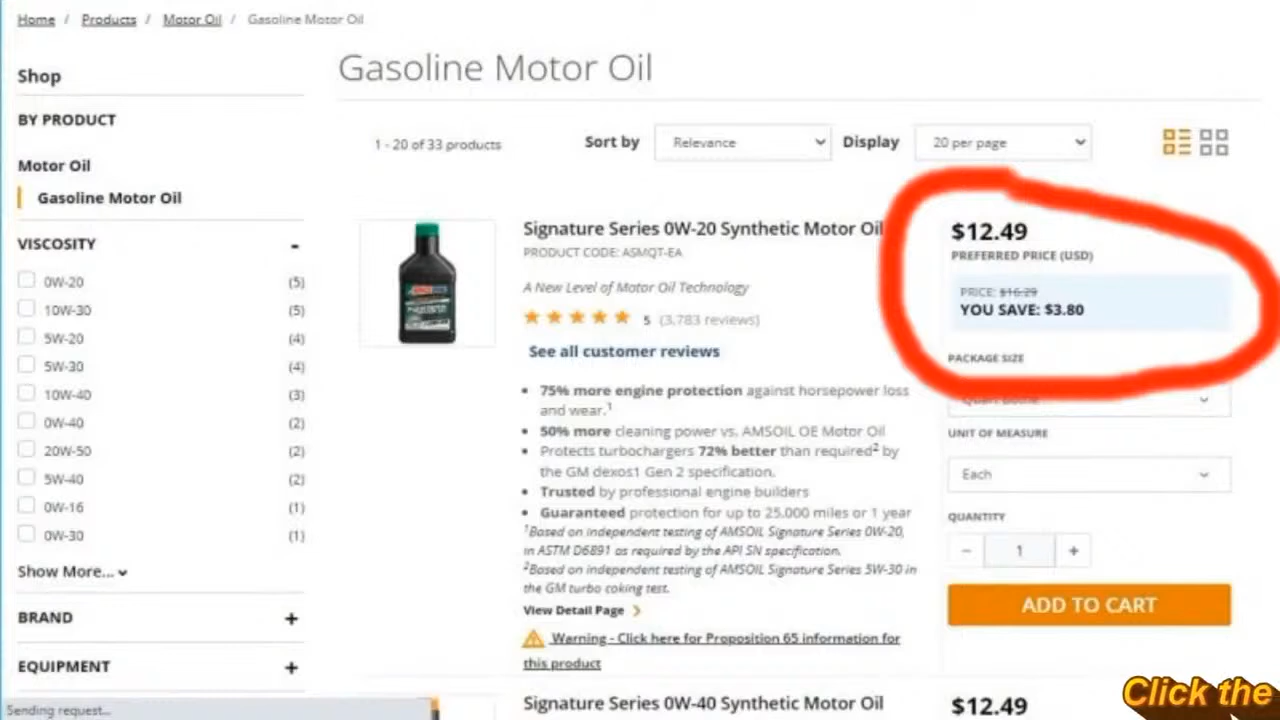 Home / Products / Motor Oil / Gasoline Motor Oil
Shop
BY PRODUCT
Motor Oil
Gasoline Motor Oil
VISCOSITY -
0W-20 (5)
10W-30 (5)
5W-20 (4)
5W-30 (4)
10W-40 (3)
0W-40 (2)
20W-50 (2)
5W-40 (2)
0W-16 (1)
0W-30 (1)
Show More...
BRAND +
EQUIPMENT +
Sending request...
Gasoline Motor Oil
1 - 20 of 33 products
Sort by Relevance Display 20 per page
Signature Series 0W-20 Synthetic Motor Oil
PRODUCT CODE: ASMQT-EA
A New Level of Motor Oil Technology
5 (3,783 reviews)
See all customer reviews
• 75% more engine protection against horsepower loss
and wear.1
• 50% more cleaning power vs. AMSOIL OE Motor Oil
• Protects turbochargers 72% better than required2 by
the GM dexos1 Gen 2 specification.
• Trusted by professional engine builders
• Guaranteed protection for up to 25,000 miles or 1 year
1Based on independent testing of AMSOIL Signature Series 0W-20,
in ASTM D6891 as required by the API SN specification.
2Based on independent testing of AMSOIL Signature Series 5W-30 in
the GM turbo coking test.
View Detail Page
Warning - Click here for Proposition 65 information for
this product
$12.49
PREFERRED PRICE (USD)
PRICE: $16.29
YOU SAVE: $3.80
PACKAGE SIZE
UNIT OF MEASURE
Each
QUANTITY
- 1 +
ADD TO CART
Signature Series 0W-40 Synthetic Motor Oil
$12.49
Click the